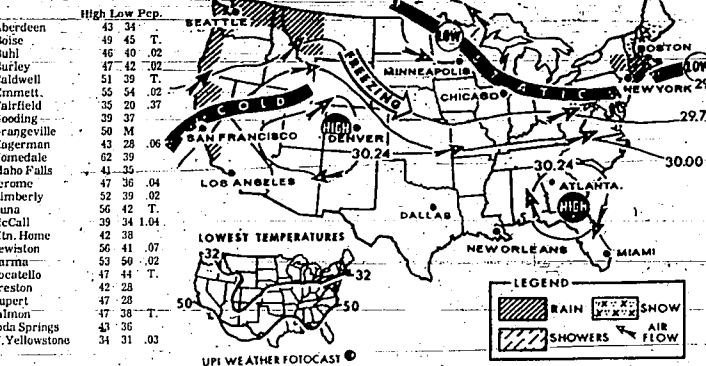 High Low Pcp.
Aberdeen 43 34
Boise 49 45 T.
Buhl 46 40 .02
Burley 47 42 .02
Caldwell 51 39 T.
Emmett. 55 54 .02
Fairfield 35 20 .37
Gooding 39 37
Grangeville 50 M
Hagerman 43 28 .06
Homedale 62 39
Idaho Falls 41 35
Jerome 47 36 .04
Kimberly 52 39 .02
Kuna 56 42 T.
McCall 39 34 1.04
Mtn. Home 42 38
Lewiston 56 41 .07
Parma 53 50 .02
Pocatello 47 44 T.
Preston 42 28
Rupert 47 28
Salmon 47 38 T.
Soda Springs 43 36
W. Yellowstone 34 31 .03
SEATTLE
LOW
BOSTON
MINNEAPOLIS
FREEZING
STATIC
LOW
NEW YORK
29
CHICAGO
COLD
29.7
SAN FRANCISCO
HIGH
DENVER
30.24
30.00
30.24
LOS ANGELES
ATLANTA.
HIGH
DALLAS
NEW ORLEANS
MIAMI
LOWEST TEMPERATURES
32
32
50
50
LEGEND
RAIN
SNOW
SHOWERS
AIR
FLOW
UPI WEATHER FOTOCAST